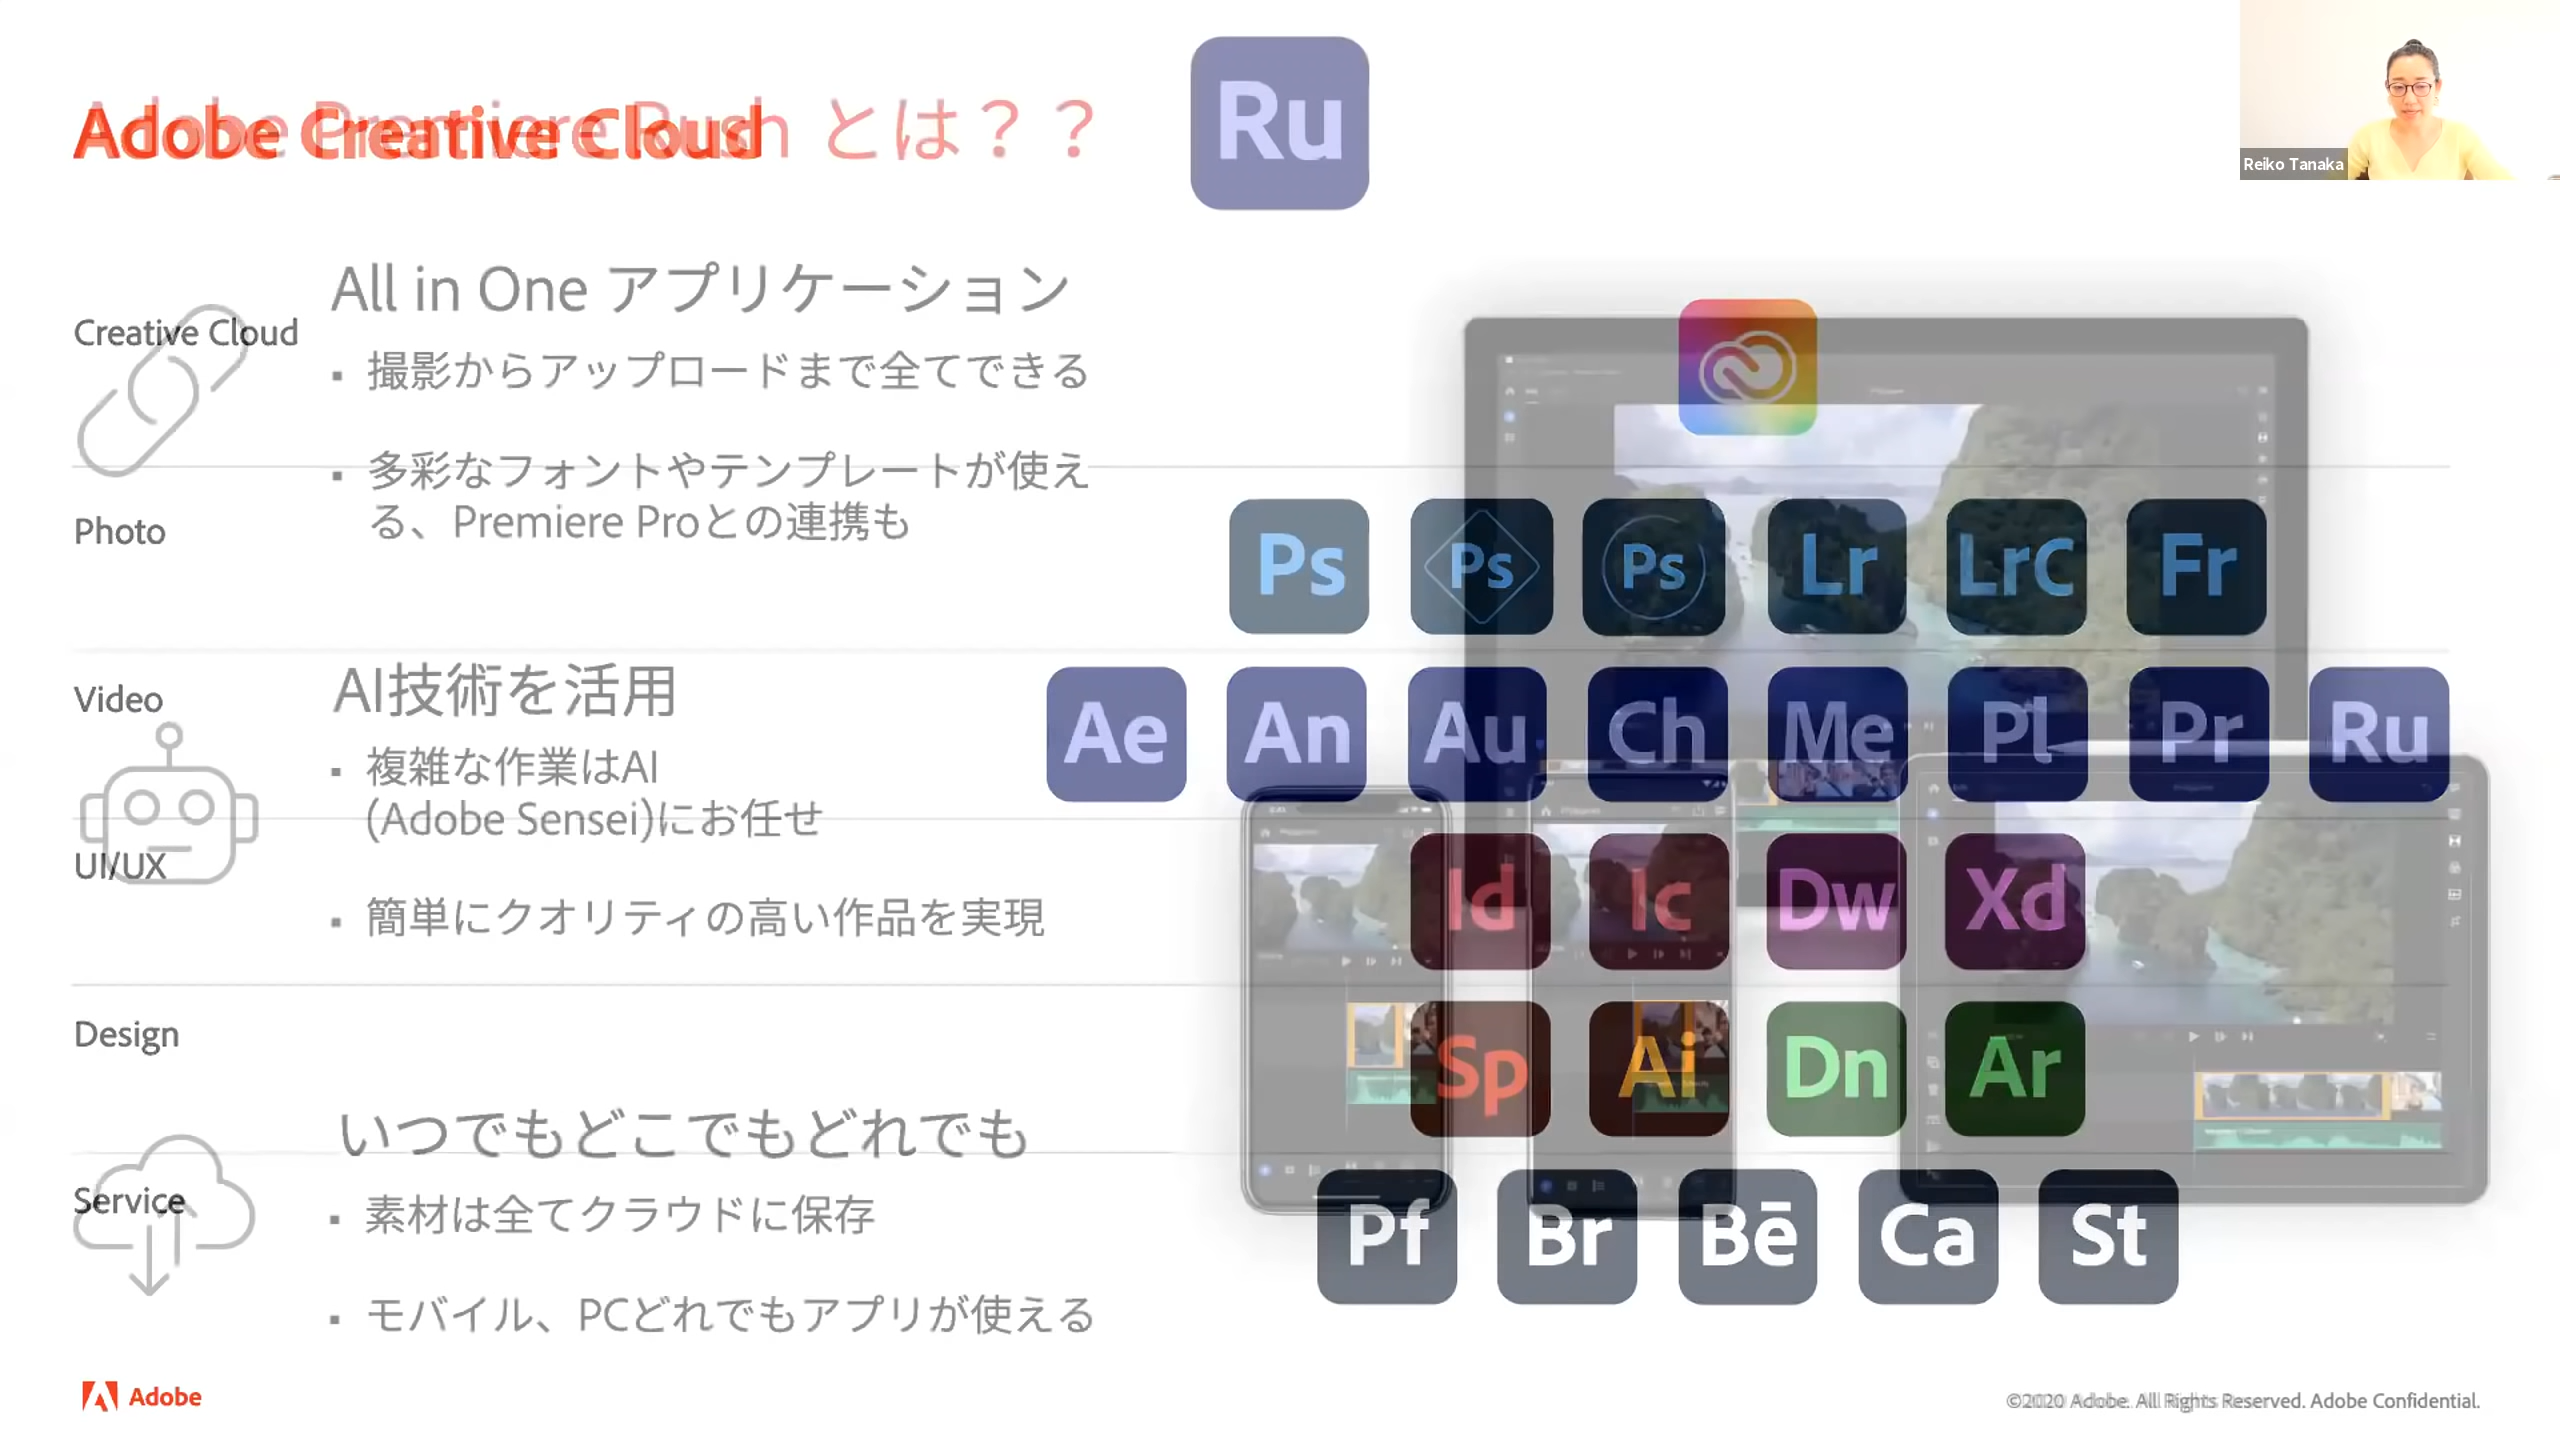 Adobe Creative Cloud
Adobe Premiere Rush とは？？
Ru
Reiko Tanaka
Creative Cloud
All in One アプリケーション
▪ 撮影からアップロードまで全てできる
▪ 多彩なフォントやテンプレートが使え
る、Premiere Proとの連携も
Photo
Ps Ps Ps Lr LrC Fr
Video
Ae An Au Ch Me Pl Pr Ru
AI技術を活用
▪ 複雑な作業はAI
(Adobe Sensei)にお任せ
▪ 簡単にクオリティの高い作品を実現
UI/UX
Id Ic Dw Xd
Design
Sp Ai Dn Ar
いつでもどこでもどれでも
▪ 素材は全てクラウドに保存
▪ モバイル、PCどれでもアプリが使える
Service
Pf Br Bē Ca St
Adobe
©2020 Adobe. All Rights Reserved. Adobe Confidential.